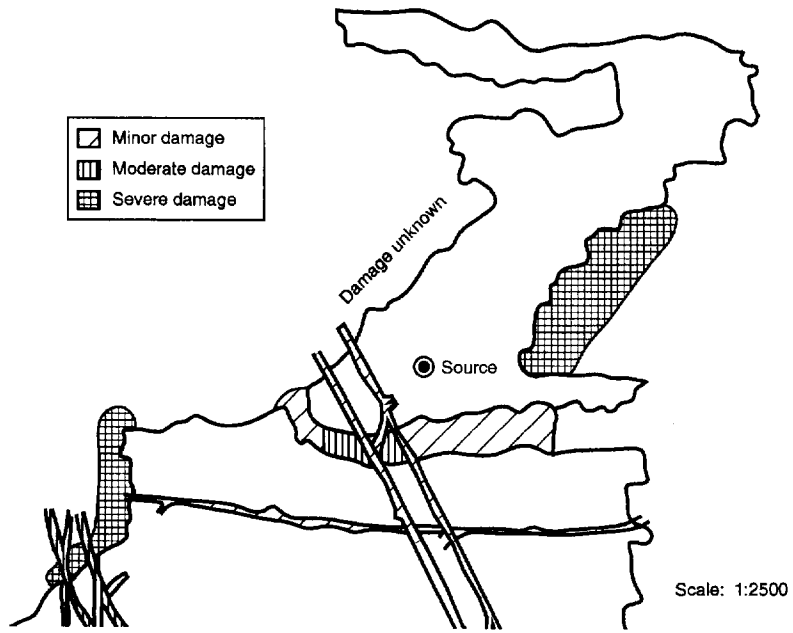 Minor damage
Moderate damage
Severe damage
Damage unknown
Source
Scale: 1:2500